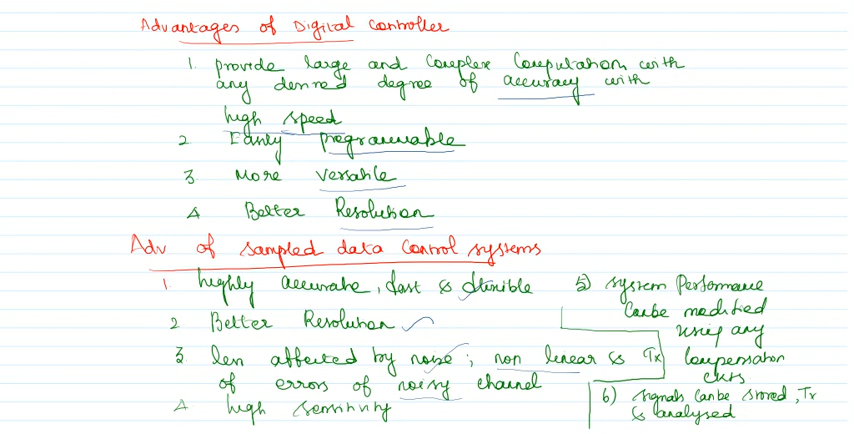 Advantages of Digital Controller
1. provide large and complex computation with
any desired degree of accuracy with
high speed
2 Easily programmable
3 More versatile
4 Better Resolution
Adv of sampled data control systems
1. highly accurate, fast & flexible
2 Better Resolution
3 less affected by noise; non linear & Tx
of errors of noisy channel
4 high sensitivity
5) system Performance
can be modified
using any
compensation
ckts
6) signals can be stored, Tx
& analysed